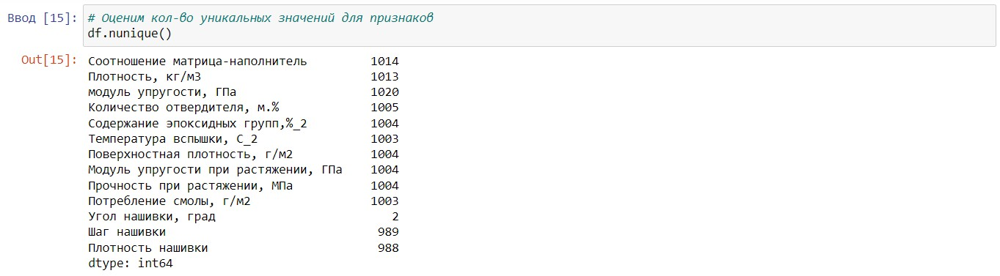 Ввод [15]: # Оценим кол-во уникальных значений для признаков
df.nunique()
Out[15]: Соотношение матрица-наполнитель 1014
Плотность, кг/м3 1013
модуль упругости, ГПа 1020
Количество отвердителя, м.% 1005
Содержание эпоксидных групп,%_2 1004
Температура вспышки, С_2 1003
Поверхностная плотность, г/м2 1004
Модуль упругости при растяжении, ГПа 1004
Прочность при растяжении, МПа 1004
Потребление смолы, г/м2 1003
Угол нашивки, град 2
Шаг нашивки 989
Плотность нашивки 988
dtype: int64